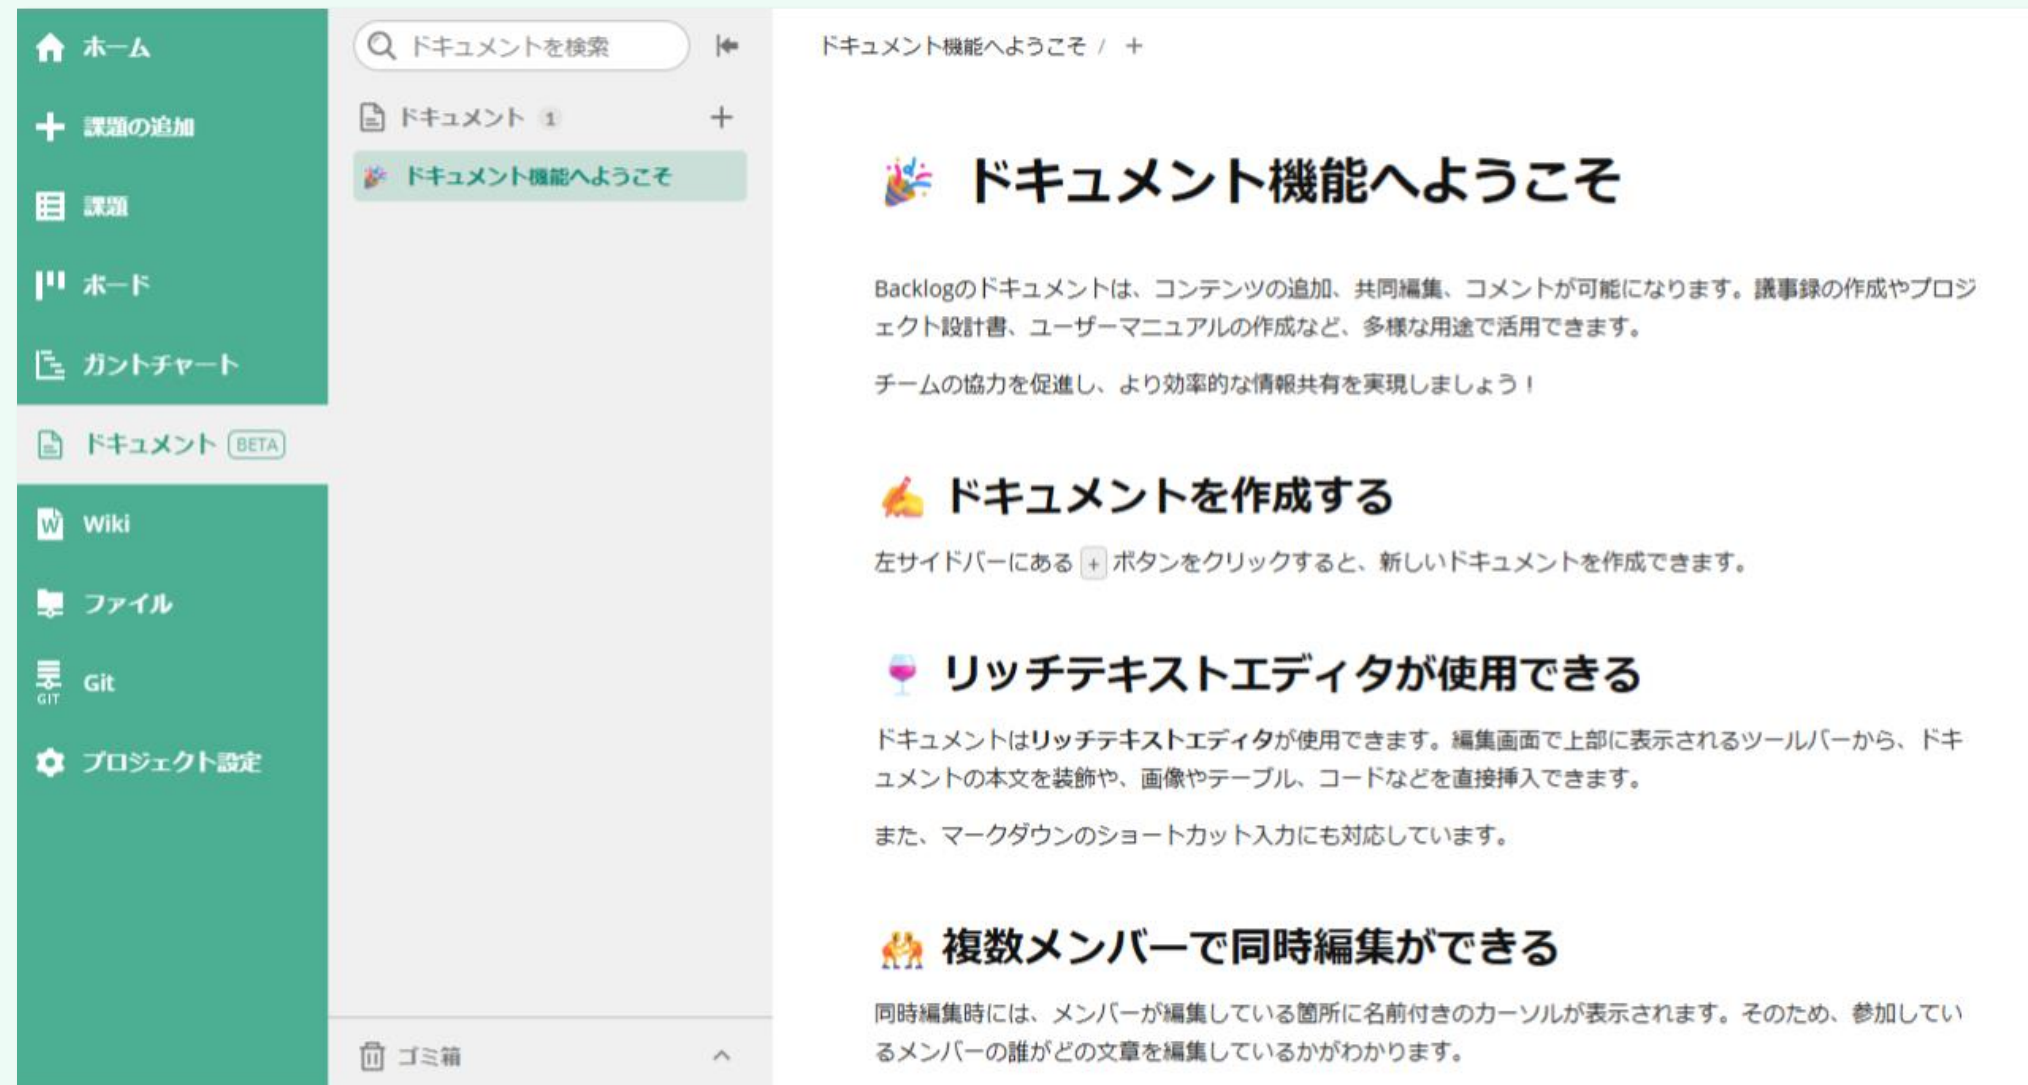 ホーム
課題の追加
課題
ボード
ガントチャート
ドキュメント BETA
Wiki
ファイル
GIT Git
プロジェクト設定
ドキュメントを検索
ドキュメント 1 +
ドキュメント機能へようこそ
ゴミ箱
ドキュメント機能へようこそ / +
ドキュメント機能へようこそ
Backlogのドキュメントは、コンテンツの追加、共同編集、コメントが可能になります。議事録の作成やプロジ
ェクト設計書、ユーザーマニュアルの作成など、多様な用途で活用できます。
チームの協力を促進し、より効率的な情報共有を実現しましょう！
ドキュメントを作成する
左サイドバーにある + ボタンをクリックすると、新しいドキュメントを作成できます。
リッチテキストエディタが使用できる
ドキュメントはリッチテキストエディタが使用できます。編集画面で上部に表示されるツールバーから、ドキ
ュメントの本文を装飾や、画像やテーブル、コードなどを直接挿入できます。
また、マークダウンのショートカット入力にも対応しています。
複数メンバーで同時編集ができる
同時編集時には、メンバーが編集している箇所に名前付きのカーソルが表示されます。そのため、参加してい
るメンバーの誰がどの文章を編集しているかがわかります。